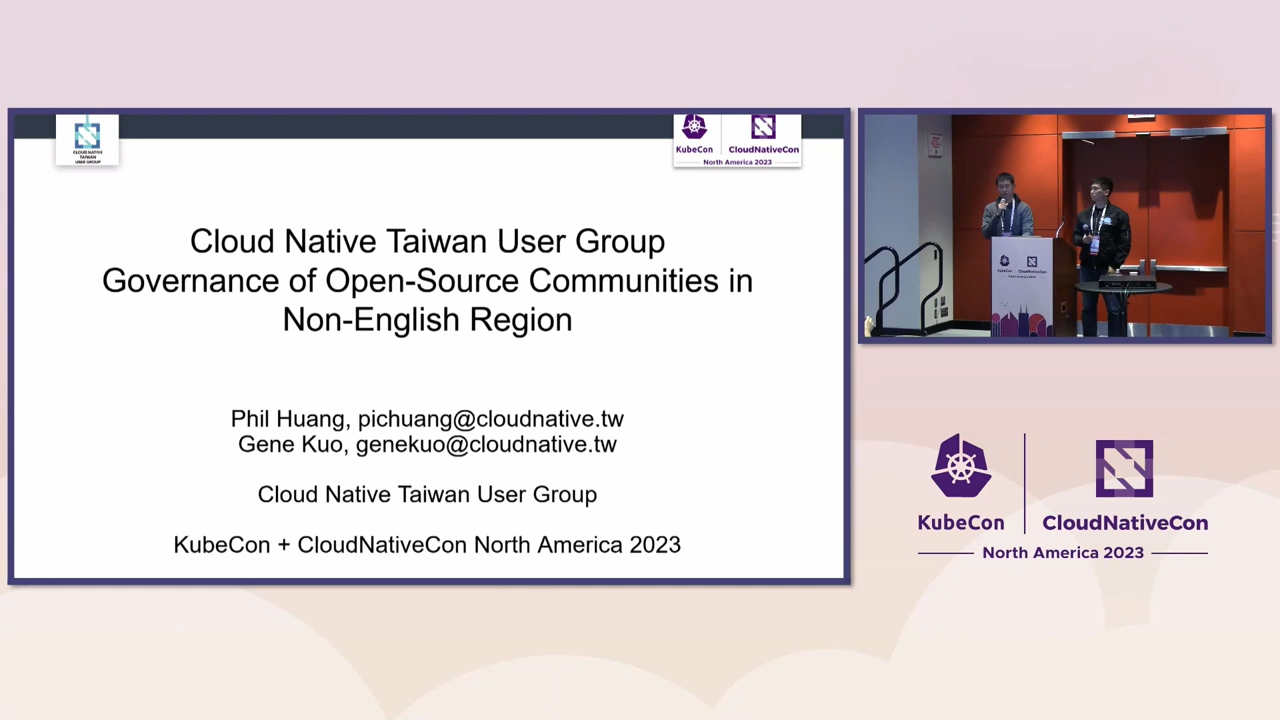 CLOUD NATIVE
TAIWAN
USER GROUP
KubeCon
CloudNativeCon
North America 2023
Cloud Native Taiwan User Group
Governance of Open-Source Communities in
Non-English Region
Phil Huang, pichuang@cloudnative.tw
Gene Kuo, genekuo@cloudnative.tw
Cloud Native Taiwan User Group
KubeCon + CloudNativeCon North America 2023
KubeCon
CloudNativeCon
KubeCon
CloudNativeCon
North America 2023